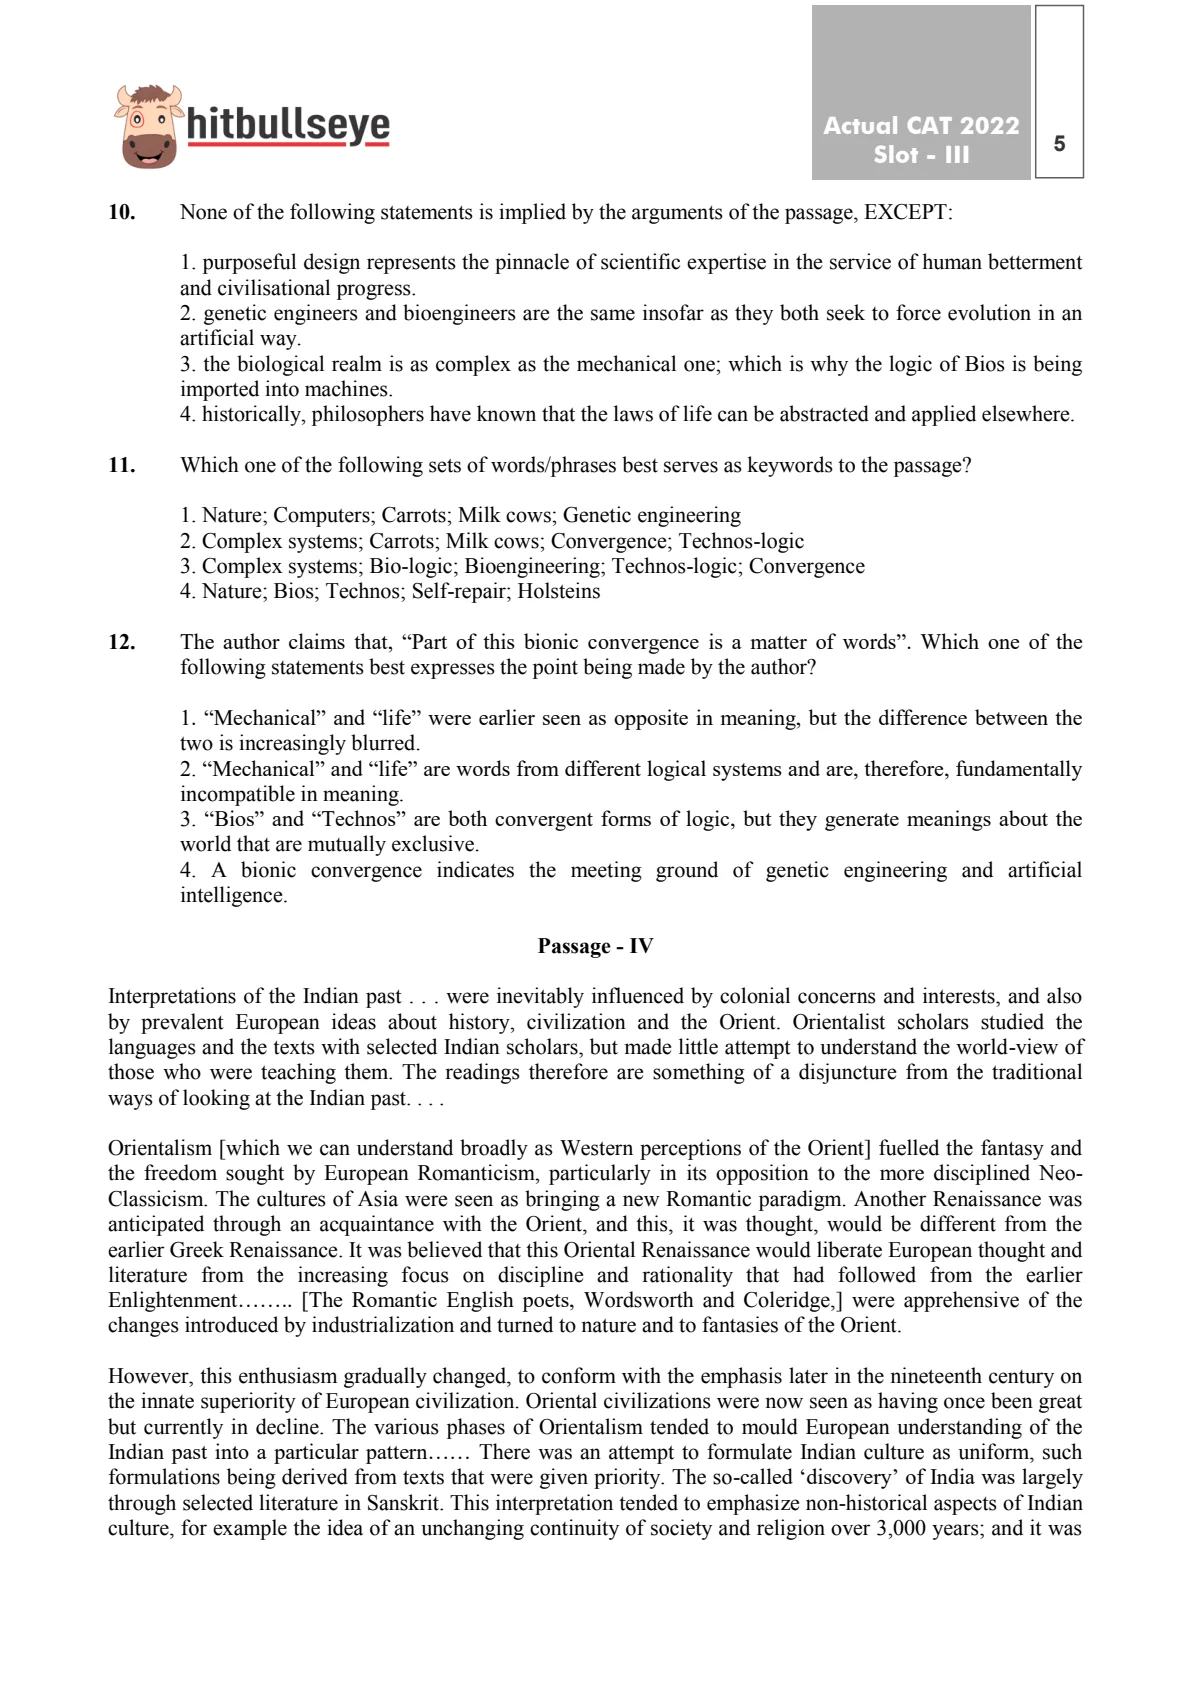 hitbullseye
Actual CAT 2022
Slot - III
5
10. None of the following statements is implied by the arguments of the passage, EXCEPT:
1. purposeful design represents the pinnacle of scientific expertise in the service of human betterment
and civilisational progress.
2. genetic engineers and bioengineers are the same insofar as they both seek to force evolution in an
artificial way.
3. the biological realm is as complex as the mechanical one; which is why the logic of Bios is being
imported into machines.
4. historically, philosophers have known that the laws of life can be abstracted and applied elsewhere.
11. Which one of the following sets of words/phrases best serves as keywords to the passage?
1. Nature; Computers; Carrots; Milk cows; Genetic engineering
2. Complex systems; Carrots; Milk cows; Convergence; Technos-logic
3. Complex systems; Bio-logic; Bioengineering; Technos-logic; Convergence
4. Nature; Bios; Technos; Self-repair; Holsteins
12. The author claims that, “Part of this bionic convergence is a matter of words”. Which one of the
following statements best expresses the point being made by the author?
1. “Mechanical” and “life” were earlier seen as opposite in meaning, but the difference between the
two is increasingly blurred.
2. “Mechanical” and “life” are words from different logical systems and are, therefore, fundamentally
incompatible in meaning.
3. “Bios” and “Technos” are both convergent forms of logic, but they generate meanings about the
world that are mutually exclusive.
4. A bionic convergence indicates the meeting ground of genetic engineering and artificial
intelligence.
Passage - IV
Interpretations of the Indian past . . . were inevitably influenced by colonial concerns and interests, and also
by prevalent European ideas about history, civilization and the Orient. Orientalist scholars studied the
languages and the texts with selected Indian scholars, but made little attempt to understand the world-view of
those who were teaching them. The readings therefore are something of a disjuncture from the traditional
ways of looking at the Indian past. . . .
Orientalism [which we can understand broadly as Western perceptions of the Orient] fuelled the fantasy and
the freedom sought by European Romanticism, particularly in its opposition to the more disciplined Neo-
Classicism. The cultures of Asia were seen as bringing a new Romantic paradigm. Another Renaissance was
anticipated through an acquaintance with the Orient, and this, it was thought, would be different from the
earlier Greek Renaissance. It was believed that this Oriental Renaissance would liberate European thought and
literature from the increasing focus on discipline and rationality that had followed from the earlier
Enlightenment…….. [The Romantic English poets, Wordsworth and Coleridge,] were apprehensive of the
changes introduced by industrialization and turned to nature and to fantasies of the Orient.
However, this enthusiasm gradually changed, to conform with the emphasis later in the nineteenth century on
the innate superiority of European civilization. Oriental civilizations were now seen as having once been great
but currently in decline. The various phases of Orientalism tended to mould European understanding of the
Indian past into a particular pattern…… There was an attempt to formulate Indian culture as uniform, such
formulations being derived from texts that were given priority. The so-called ‘discovery’ of India was largely
through selected literature in Sanskrit. This interpretation tended to emphasize non-historical aspects of Indian
culture, for example the idea of an unchanging continuity of society and religion over 3,000 years; and it was